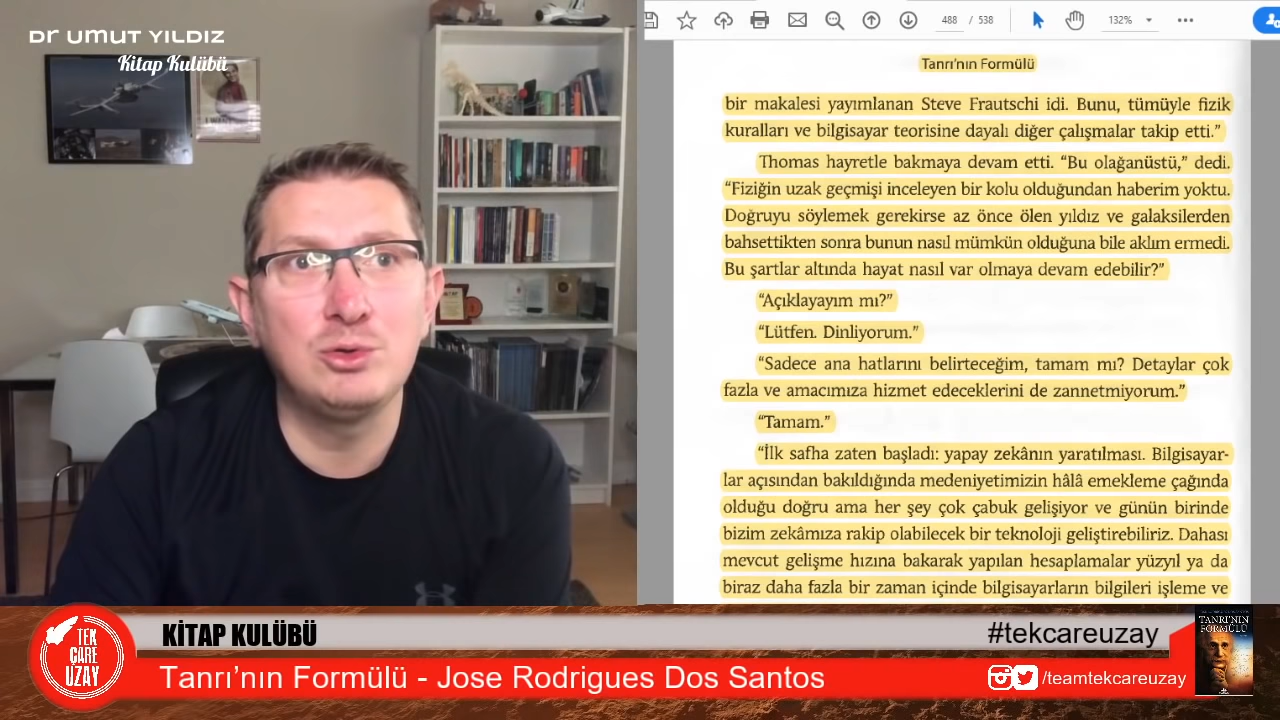 Dr UMUT YILDIZ
Kitap Kulübü
488 / 538
132%
Tanrı’nın Formülü
bir makalesi yayımlanan Steve Frautschi idi. Bunu, tümüyle fizik
kuralları ve bilgisayar teorisine dayalı diğer çalışmalar takip etti.”
Thomas hayretle bakmaya devam etti. “Bu olağanüstü,” dedi.
“Fiziğin uzak geçmişi inceleyen bir kolu olduğundan haberim yoktu.
Doğruyu söylemek gerekirse az önce ölen yıldız ve galaksilerden
bahsettikten sonra bunun nasıl mümkün olduğuna bile aklım ermedi.
Bu şartlar altında hayat nasıl var olmaya devam edebilir?”
“Açıklayayım mı?”
“Lütfen. Dinliyorum.”
“Sadece ana hatlarını belirteceğim, tamam mı? Detaylar çok
fazla ve amacımıza hizmet edeceklerini de zannetmiyorum.”
“Tamam.”
“İlk safha zaten başladı: yapay zekânın yaratılması. Bilgisayar-
lar açısından bakıldığında medeniyetimizin hâlâ emekleme çağında
olduğu doğru ama her şey çok çabuk gelişiyor ve günün birinde
bizim zekâmıza rakip olabilecek bir teknoloji geliştirebiliriz. Dahası
mevcut gelişme hızına bakarak yapılan hesaplamalar yüzyıl ya da
biraz daha fazla bir zaman içinde bilgisayarların bilgileri işleme ve
TEK
ÇARE
UZAY
KİTAP KULÜBÜ
#tekcareuzay
Tanrı’nın Formülü - Jose Rodrigues Dos Santos
/teamtekcareuzay
TANRI'NIN
FORMÜLÜ